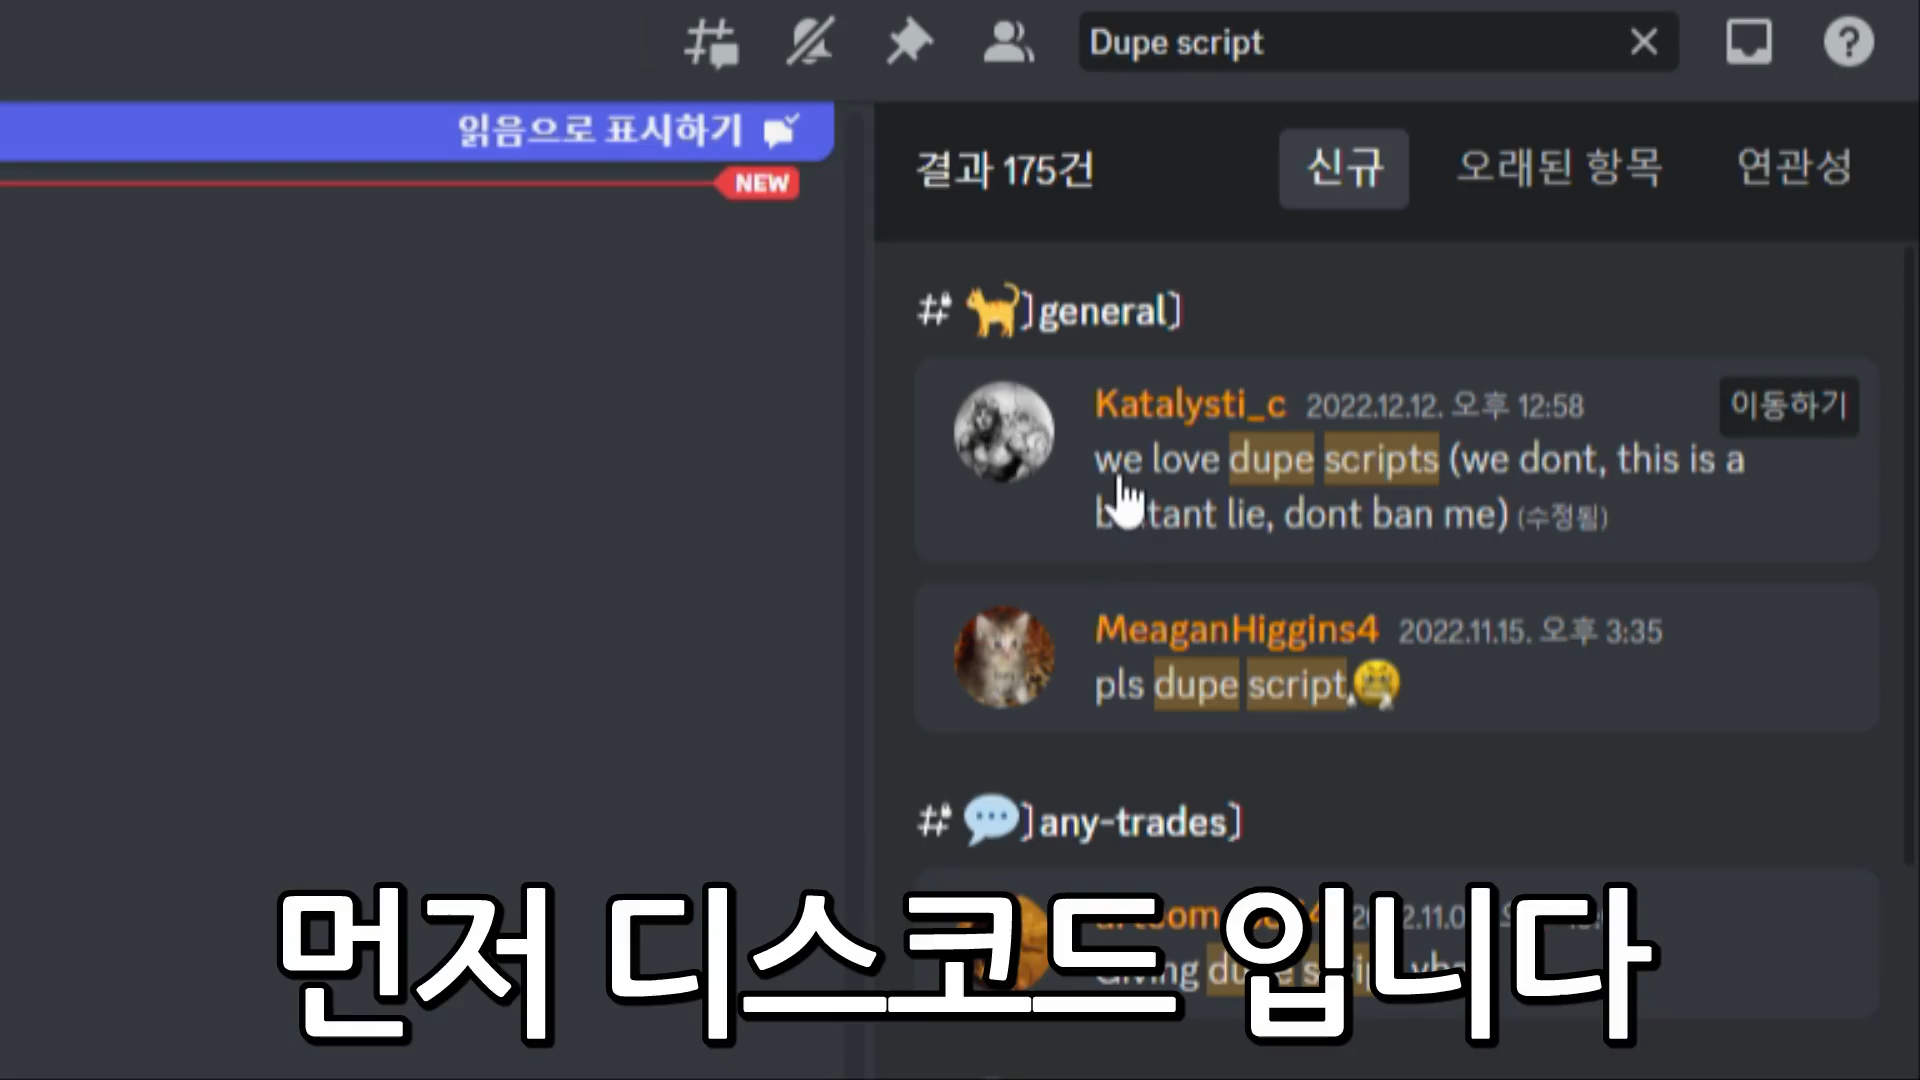 Dupe script
읽음으로 표시하기
NEW
결과 175건
신규
오래된 항목
연관성
#🐈〕general〕
Katalysti_c 2022.12.12. 오후 12:58
이동하기
we love dupe scripts (we dont, this is a
lie, dont ban me) (수정됨)
MeaganHiggins4 2022.11.15. 오후 3:35
pls dupe script
#💬〕any-trades〕
먼저 디스코드 입니다